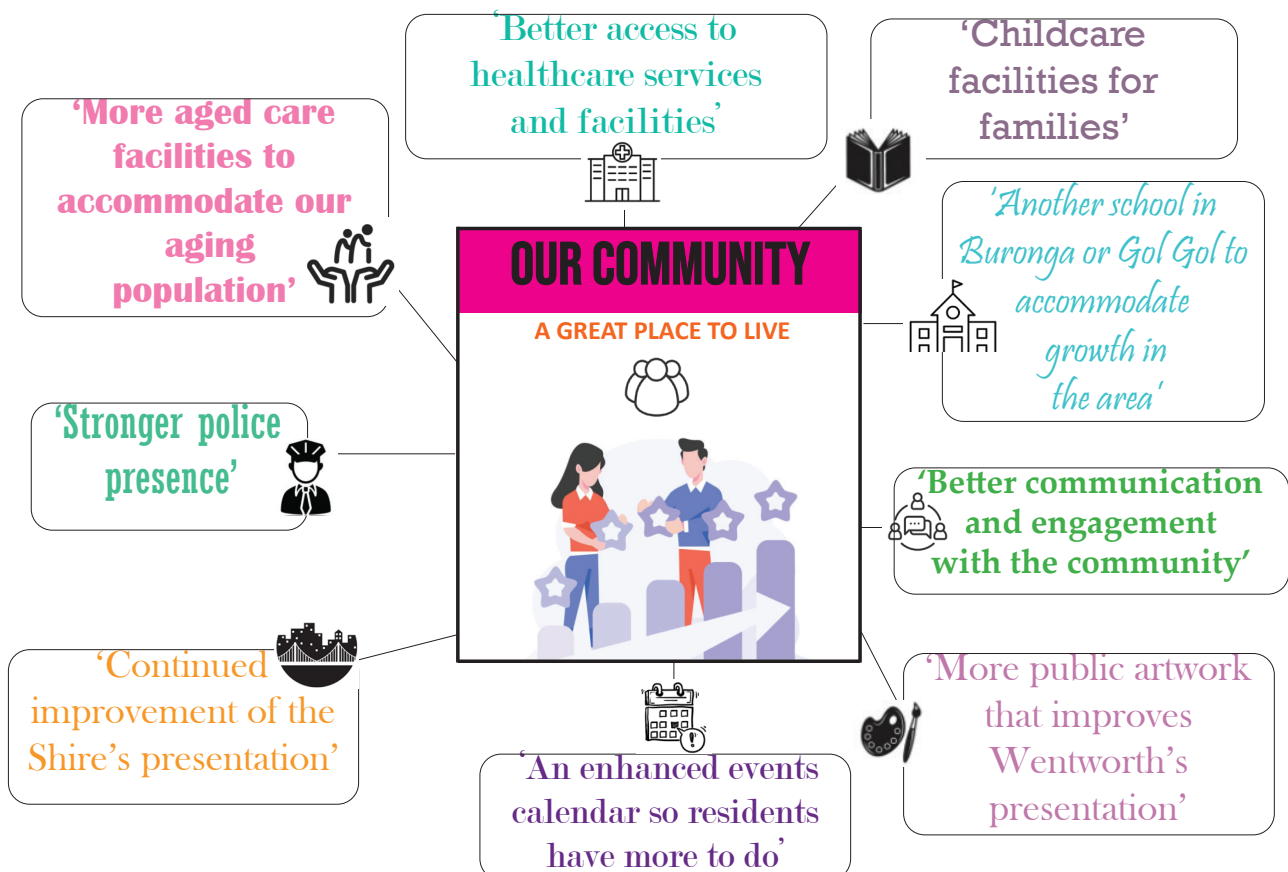 ‘Better access to
healthcare services
and facilities’
‘Childcare
facilities for
families’
‘More aged care
facilities to
accommodate our
aging
population’
‘Another school in
Buronga or Gol Gol to
accommodate
growth in
the area’
OUR COMMUNITY
A GREAT PLACE TO LIVE
‘Stronger police
presence’
‘Better communication
and engagement
with the community’
‘Continued
improvement of the
Shire’s presentation’
‘More public artwork
that improves
Wentworth’s
presentation’
‘An enhanced events
calendar so residents
have more to do’